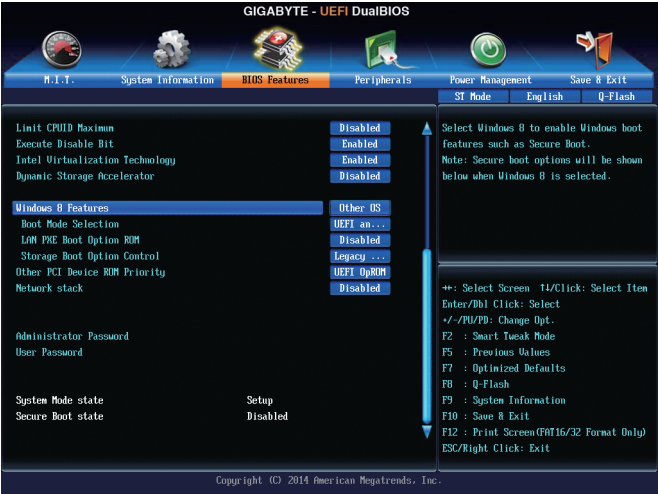 GIGABYTE - UEFI DualBIOS
M.I.T. System Information BIOS Features Peripherals Power Management Save & Exit
ST Mode English Q-Flash
Limit CPUID Maximum Disabled
Execute Disable Bit Enabled
Intel Virtualization Technology Enabled
Dynamic Storage Accelerator Disabled
Windows 8 Features Other OS
Boot Mode Selection UEFI an...
LAN PXE Boot Option ROM Disabled
Storage Boot Option Control Legacy ...
Other PCI Device ROM Priority UEFI OpROM
Network stack Disabled
Administrator Password
User Password
System Mode state Setup
Secure Boot state Disabled
Select Windows 8 to enable Windows boot
features such as Secure Boot.
Note: Secure boot options will be shown
below when Windows 8 is selected.
↔: Select Screen ↑↓/Click: Select Item
Enter/Dbl Click: Select
+/-/PU/PD: Change Opt.
F2 : Smart Tweak Mode
F5 : Previous Values
F7 : Optimized Defaults
F8 : Q-Flash
F9 : System Information
F10 : Save & Exit
F12 : Print Screen(FAT16/32 Format Only)
ESC/Right Click: Exit
Copyright (C) 2014 American Megatrends, Inc.